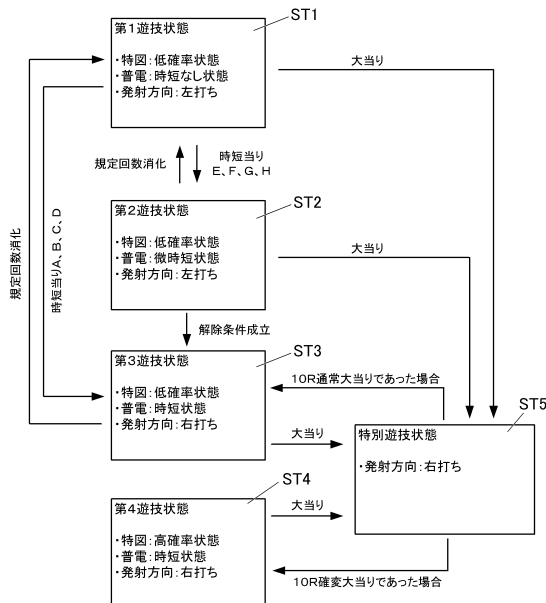 ST1
第1遊技状態
・特図：低確率状態
・普電：時短なし状態
・発射方向：左打ち
大当り
規定回数消化
時短当り
E、F、G、H
ST2
第2遊技状態
・特図：低確率状態
・普電：微時短状態
・発射方向：左打ち
大当り
規定回数消化
時短当りA、B、C、D
解除条件成立
ST3
第3遊技状態
・特図：低確率状態
・普電：時短状態
・発射方向：右打ち
10R通常大当りであった場合
大当り
ST5
特別遊技状態
・発射方向：右打ち
ST4
第4遊技状態
・特図：高確率状態
・普電：時短状態
・発射方向：右打ち
大当り
10R確変大当りであった場合